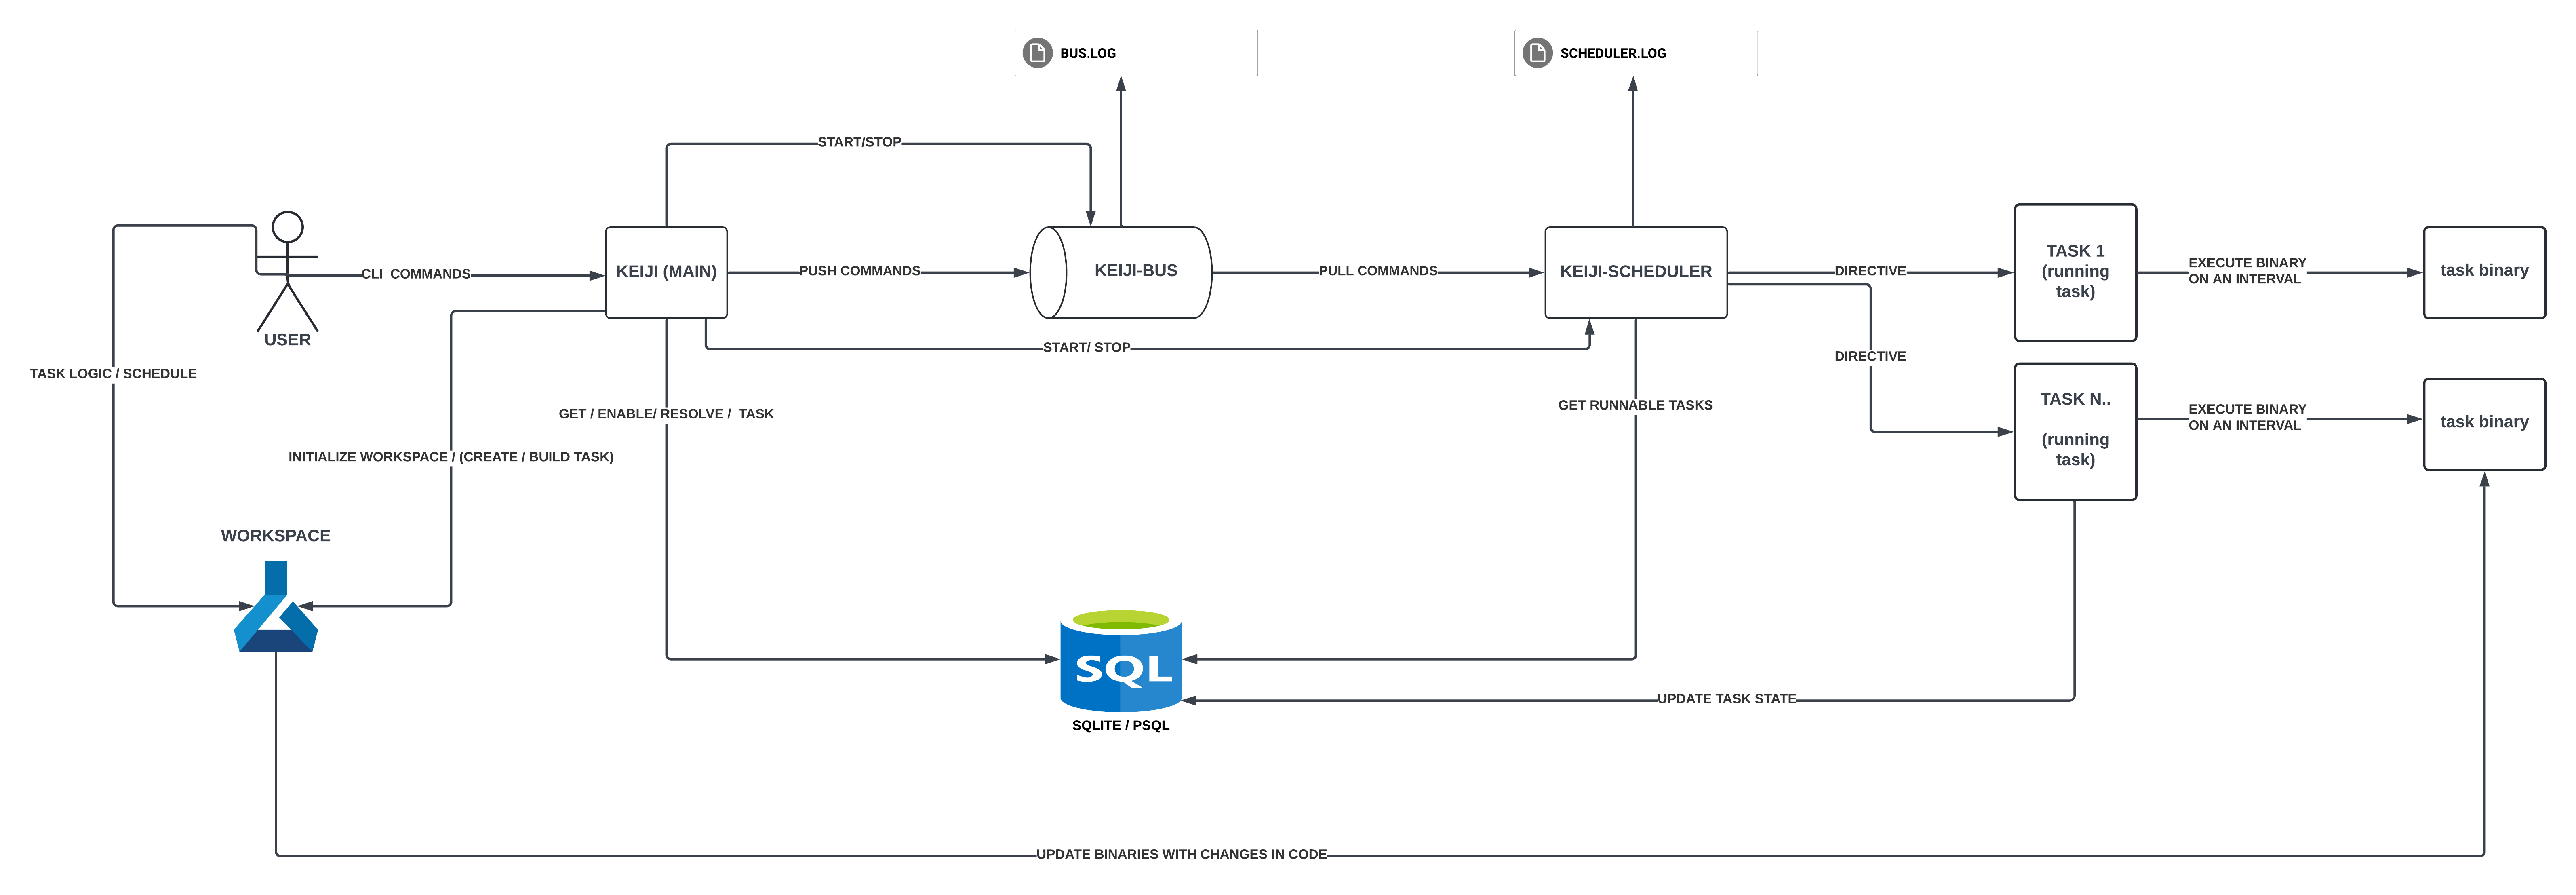 BUS.LOG
SCHEDULER.LOG
START/STOP
USER
CLI  COMMANDS
KEIJI (MAIN)
PUSH COMMANDS
KEIJI-BUS
PULL COMMANDS
KEIJI-SCHEDULER
DIRECTIVE
TASK 1
(running
task)
EXECUTE BINARY
ON AN INTERVAL
task binary
START/ STOP
DIRECTIVE
TASK LOGIC / SCHEDULE
GET / ENABLE/ RESOLVE /  TASK
GET RUNNABLE TASKS
TASK N..
(running
task)
EXECUTE BINARY
ON AN INTERVAL
task binary
INITIALIZE WORKSPACE / (CREATE / BUILD TASK)
WORKSPACE
SQL
SQLITE / PSQL
UPDATE TASK STATE
UPDATE BINARIES WITH CHANGES IN CODE